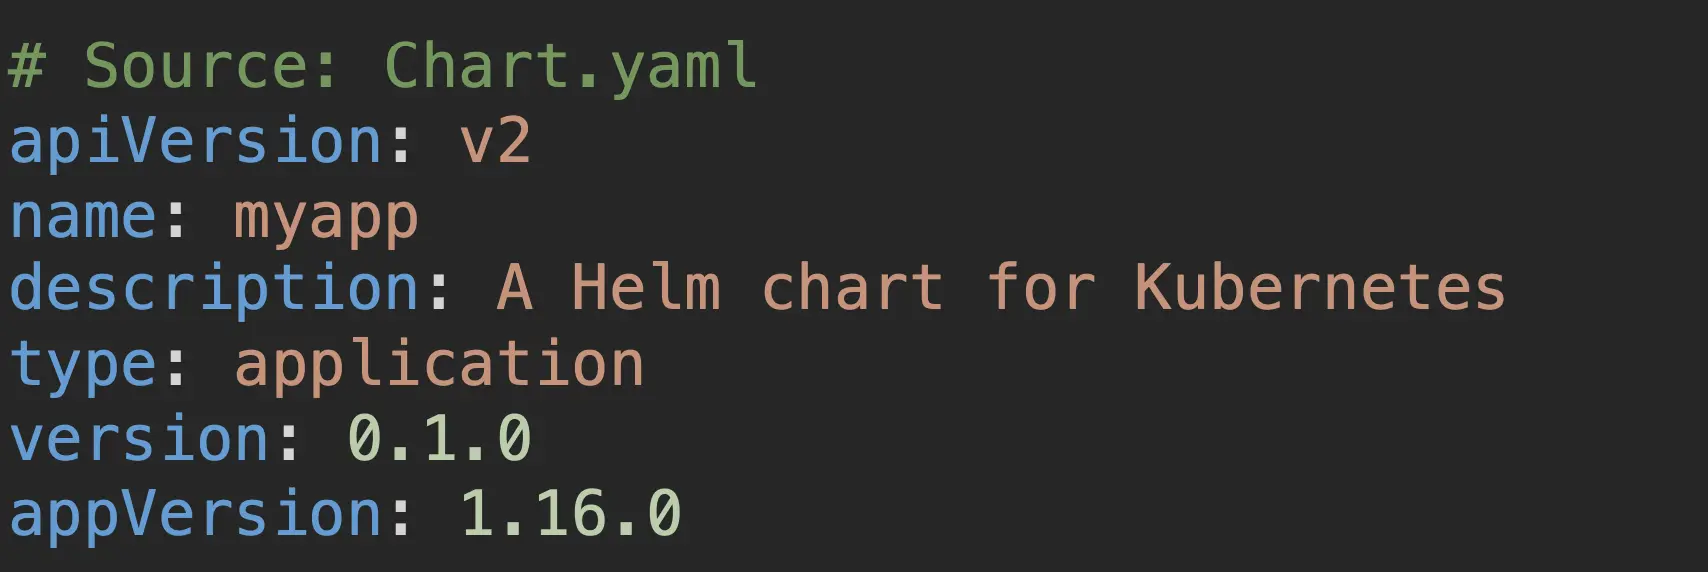 # Source: Chart.yaml
apiVersion: v2
name: myapp
description: A Helm chart for Kubernetes
type: application
version: 0.1.0
appVersion: 1.16.0